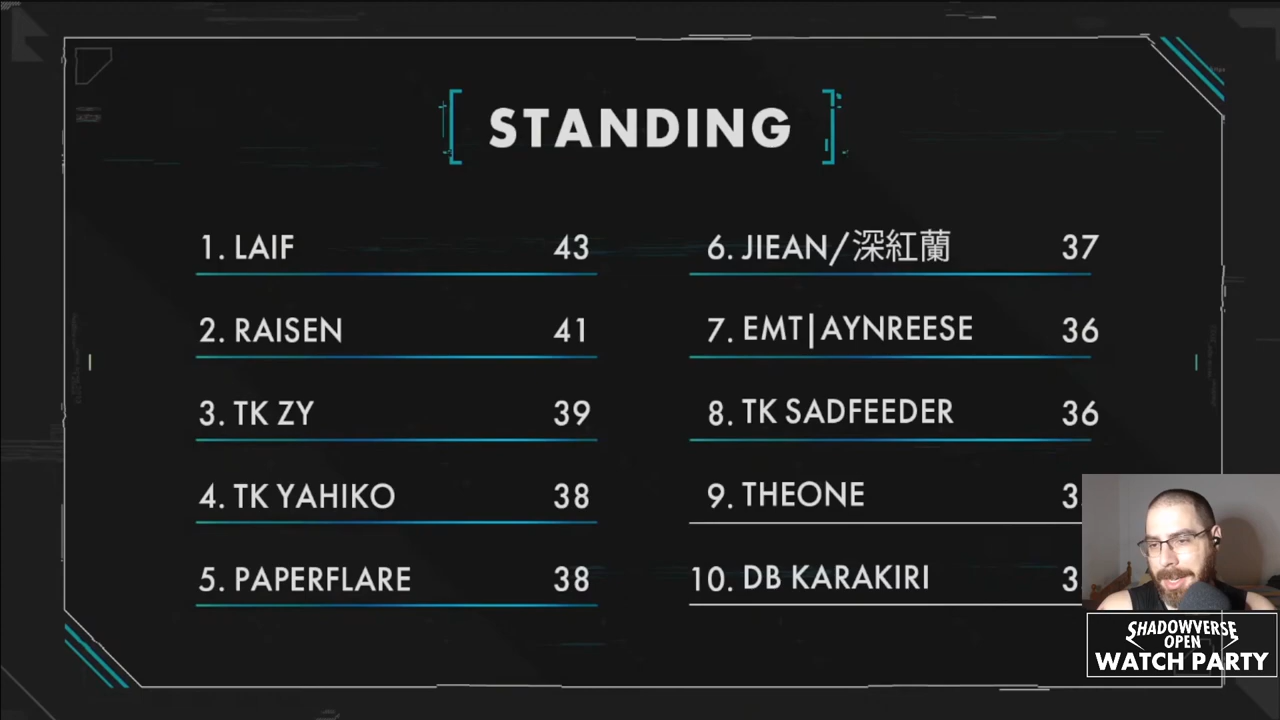 STANDING
1. LAIF 43
2. RAISEN 41
3. TK ZY 39
4. TK YAHIKO 38
5. PAPERFLARE 38
6. JIEAN/深紅蘭 37
7. EMT|AYNREESE 36
8. TK SADFEEDER 36
9. THEONE
10. DB KARAKIRI
SHADOWVERSE
OPEN
WATCH PARTY